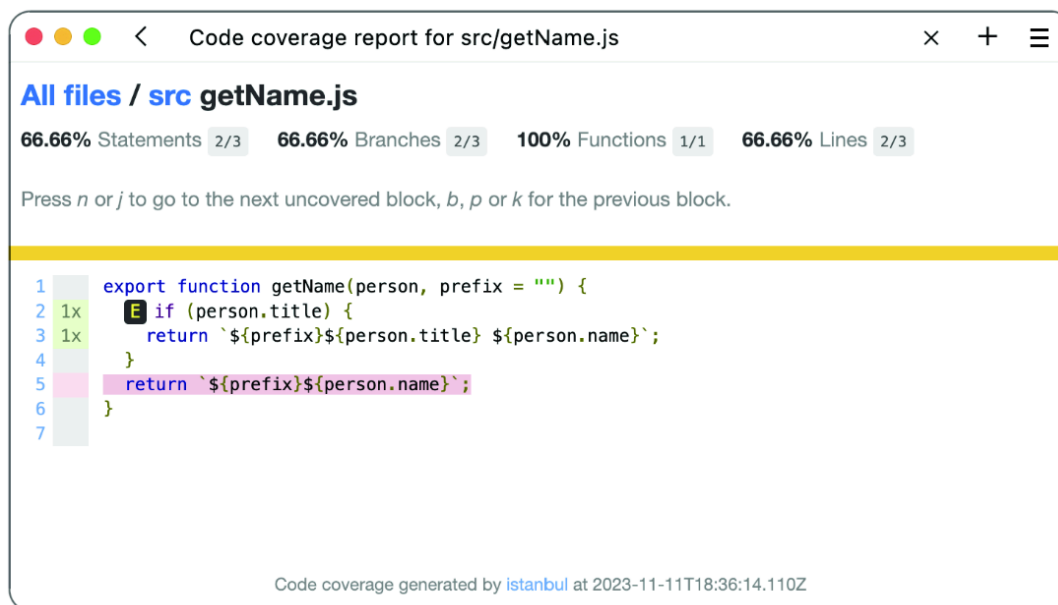 Code coverage report for src/getName.js
All files / src getName.js
66.66% Statements 2/3 66.66% Branches 2/3 100% Functions 1/1 66.66% Lines 2/3
Press n or j to go to the next uncovered block, b, p or k for the previous block.
1 export function getName(person, prefix = "") {
2 1x E if (person.title) {
3 1x return `${prefix}${person.title} ${person.name}`;
4 }
5 return `${prefix}${person.name}`;
6 }
7
Code coverage generated by istanbul at 2023-11-11T18:36:14.110Z